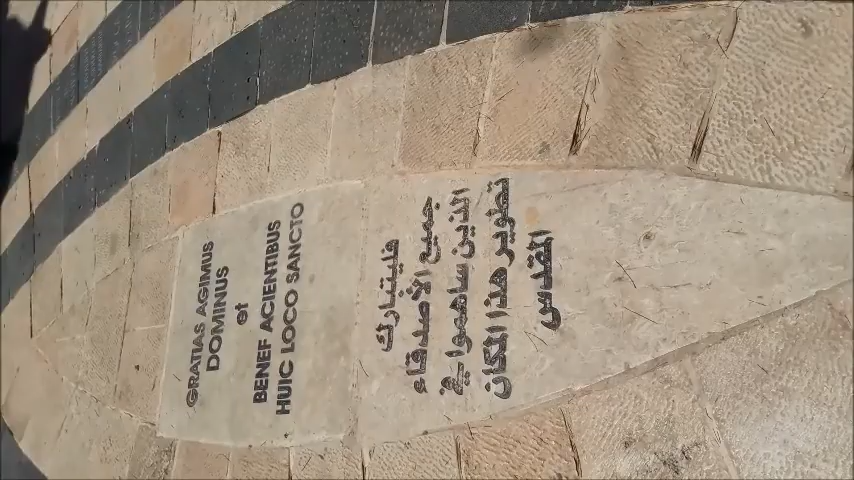 GRATIAS AGIMUS
DOMINUS
et
BENEF ACIENTIBUS
HUIC LOCO SANCTO
فليتبارك
جميع الأصدقاء
الذين ساهموا في
تطوير هذا المكان
المقدس